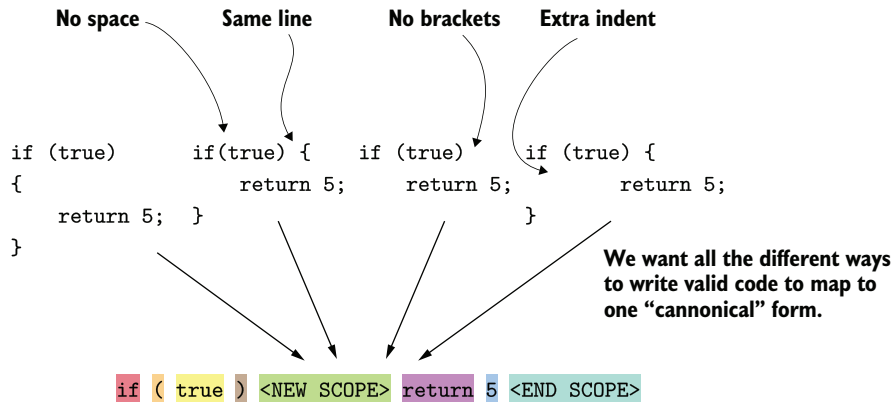 No space Same line No brackets Extra indent
if (true)
{
    return 5;
}
if(true) {
    return 5;
}
if (true)
    return 5;
if (true) {
        return 5;
}
We want all the different ways
to write valid code to map to
one “cannonical” form.
if ( true ) <NEW SCOPE> return 5 <END SCOPE>